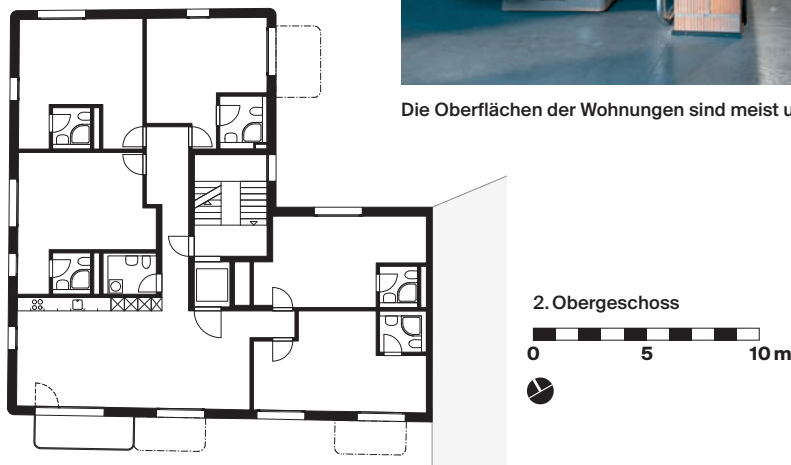 Die Oberflächen der Wohnungen sind meist u
2. Obergeschoss
0 5 10 m